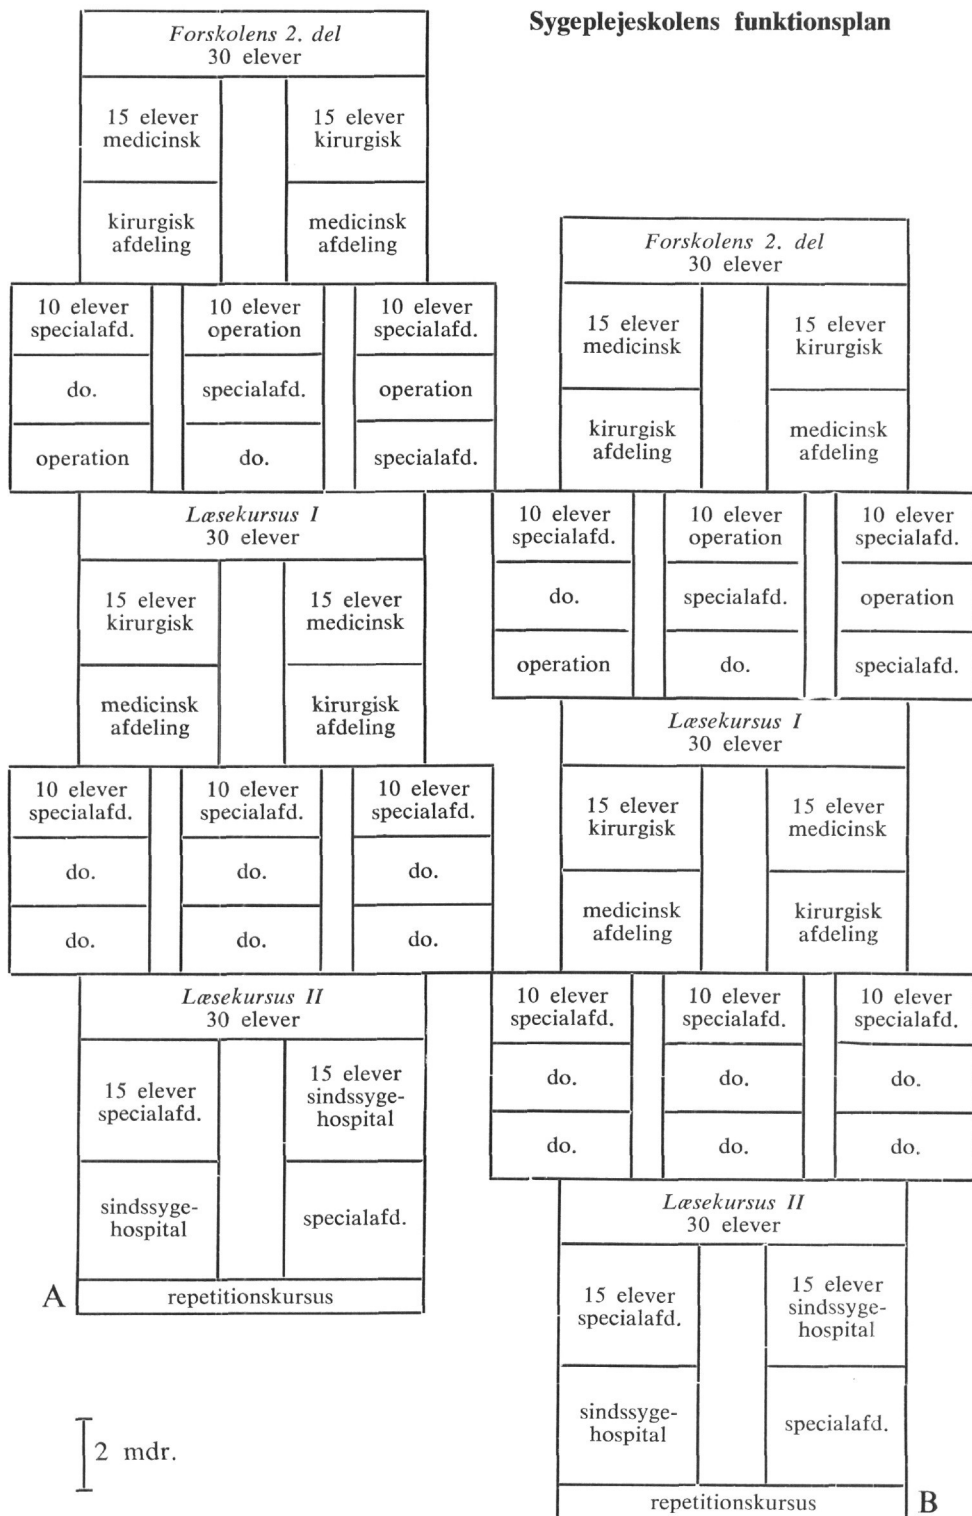 Sygeplejeskolens funktionsplan
Forskolens 2. del
30 elever
15 elever
medicinsk
15 elever
kirurgisk
kirurgisk
afdeling
medicinsk
afdeling
10 elever
specialafd.
10 elever
operation
10 elever
specialafd.
do.
specialafd.
operation
operation
do.
specialafd.
Læsekursus I
30 elever
15 elever
kirurgisk
15 elever
medicinsk
medicinsk
afdeling
kirurgisk
afdeling
10 elever
specialafd.
10 elever
specialafd.
10 elever
specialafd.
do.
do.
do.
do.
do.
do.
Læsekursus II
30 elever
15 elever
specialafd.
15 elever
sindssyge-
hospital
sindssyge-
hospital
specialafd.
A
repetitionskursus
2 mdr.
Forskolens 2. del
30 elever
15 elever
medicinsk
15 elever
kirurgisk
kirurgisk
afdeling
medicinsk
afdeling
10 elever
specialafd.
10 elever
operation
10 elever
specialafd.
do.
specialafd.
operation
operation
do.
specialafd.
Læsekursus I
30 elever
15 elever
kirurgisk
15 elever
medicinsk
medicinsk
afdeling
kirurgisk
afdeling
10 elever
specialafd.
10 elever
specialafd.
10 elever
specialafd.
do.
do.
do.
do.
do.
do.
Læsekursus II
30 elever
15 elever
specialafd.
15 elever
sindssyge-
hospital
sindssyge-
hospital
specialafd.
repetitionskursus
B